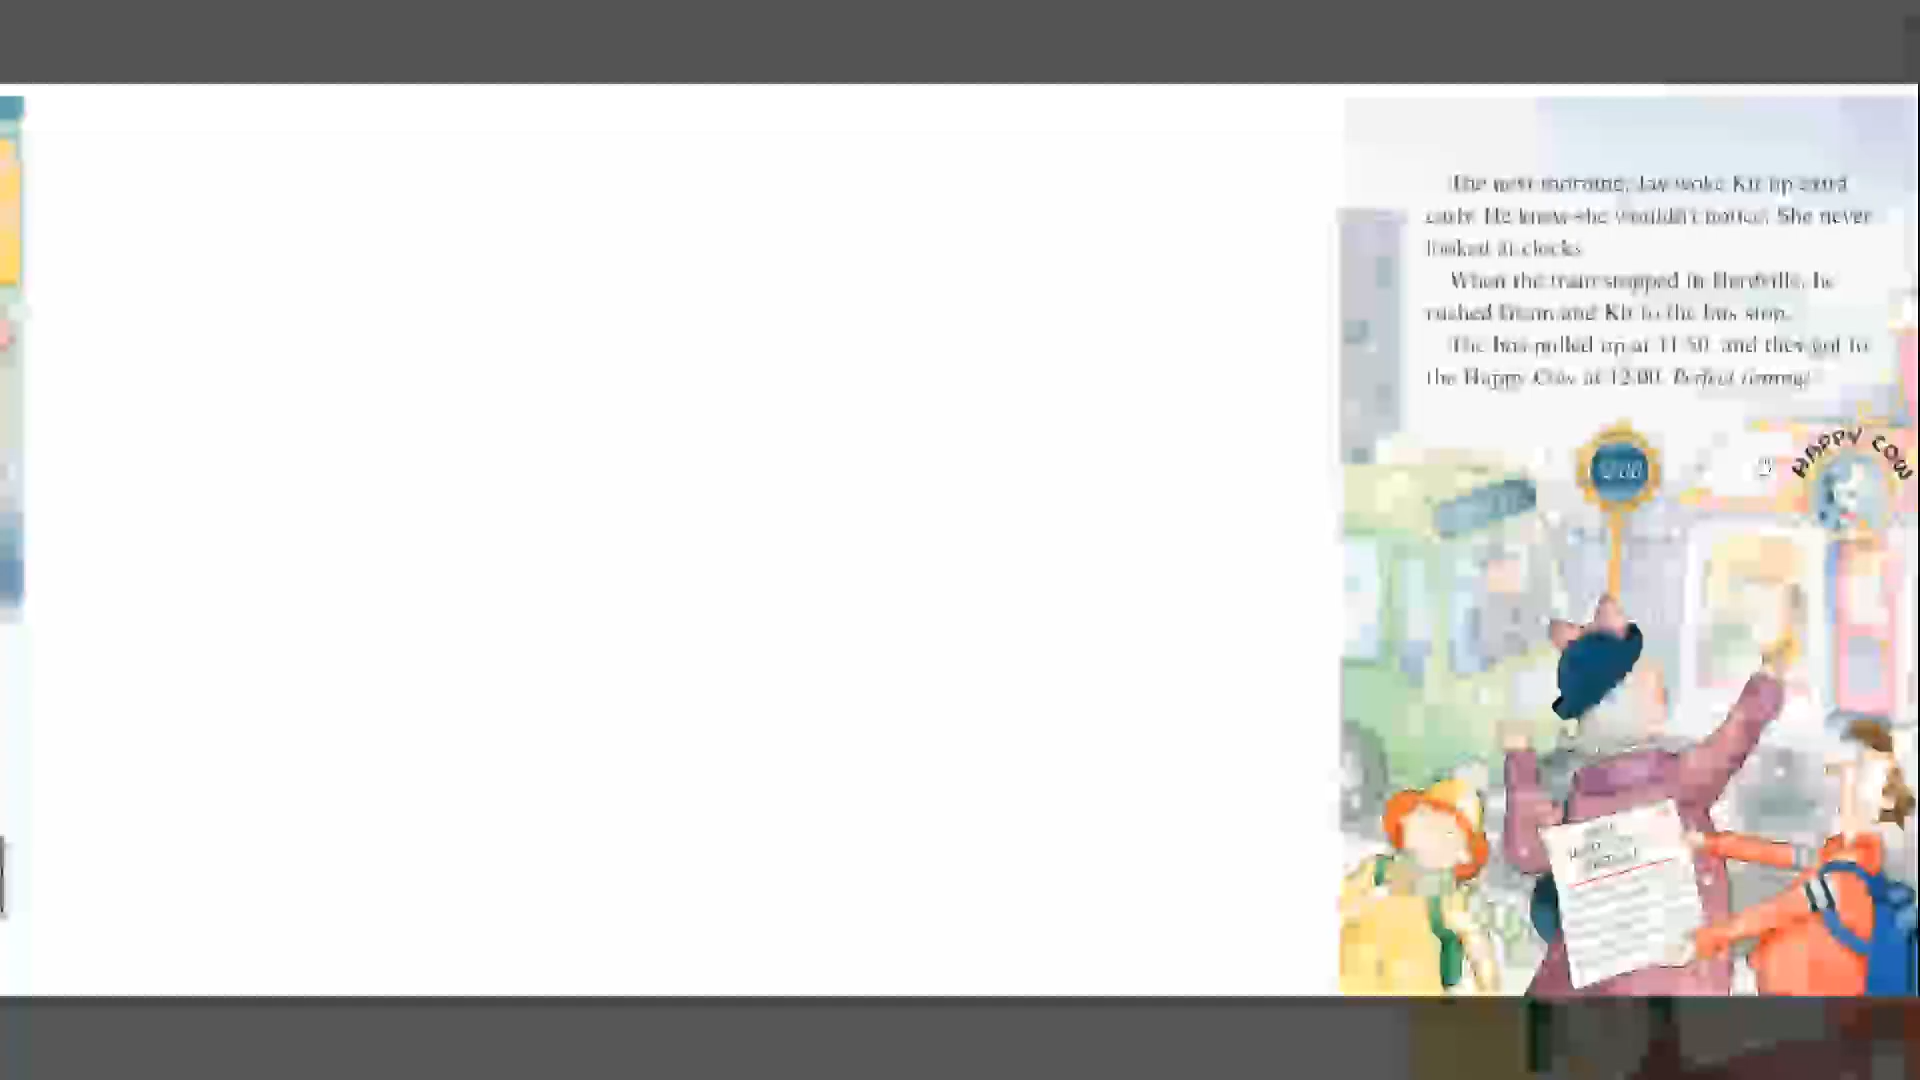 The next morning, Jay woke Kit up extra
early. He knew she wouldn't notice. She never
looked at clocks.
When the train stopped in Birdville, he
rushed Gram and Kit to the bus stop.
The bus pulled up at 11:50, and they got to
the Happy Cow at 12:00. Perfect timing!
12:00
HAPPY COW